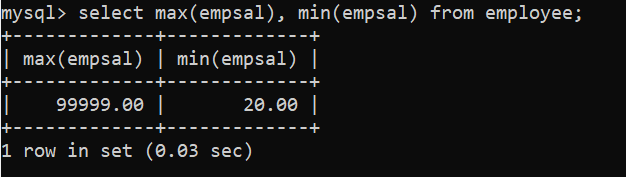 mysql> select max(empsal), min(empsal) from employee;
+-------------+-------------+
| max(empsal) | min(empsal) |
+-------------+-------------+
|    99999.00 |       20.00 |
+-------------+-------------+
1 row in set (0.03 sec)